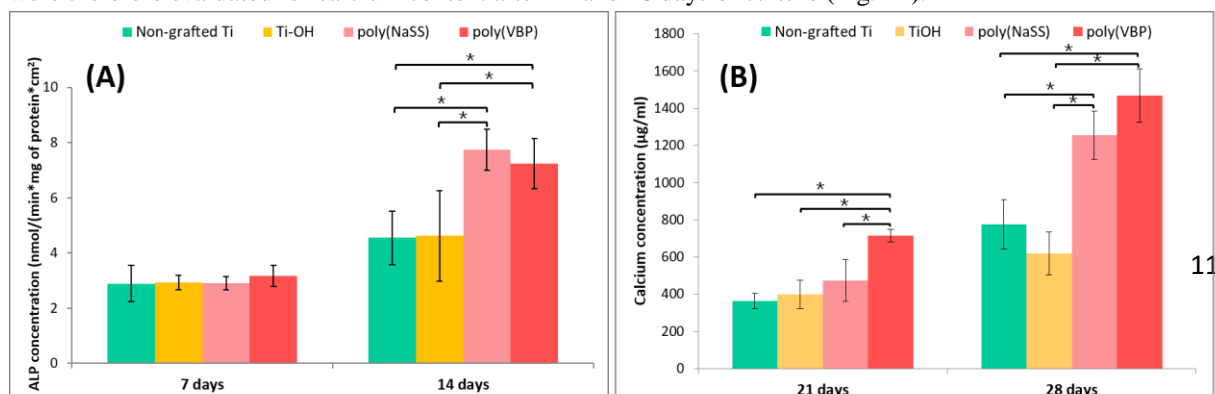 Non-grafted Ti Ti-OH poly(NaSS) poly(VBP)
(A)
ALP concentration (nmol/(min*mg of protein*cm²)
10
8
6
4
2
0
* * * *
7 days 14 days
Non-grafted Ti TiOH poly(NaSS) poly(VBP)
(B)
Calcium concentration (µg/ml)
1800
1600
1400
1200
1000
800
600
400
200
0
* * * * * * *
21 days 28 days
11